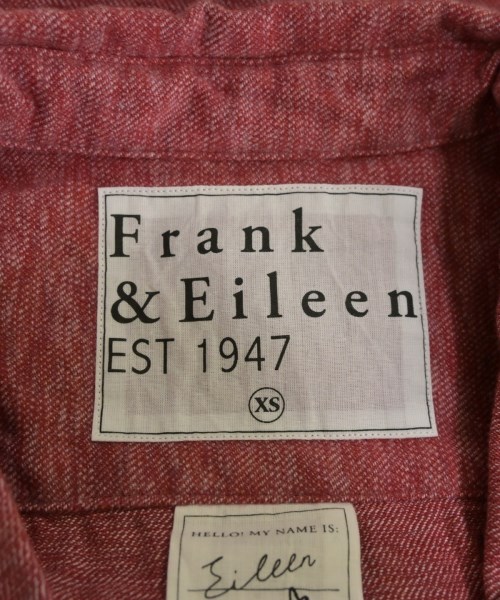 Frank
& Eileen
EST 1947
XS
HELLO! MY NAME IS:
Eileen